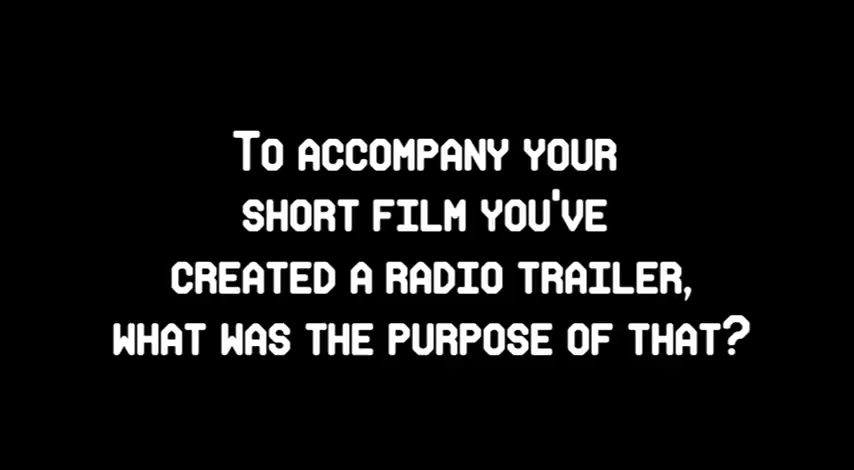 To accompany your
short film you've
created a radio trailer,
what was the purpose of that?